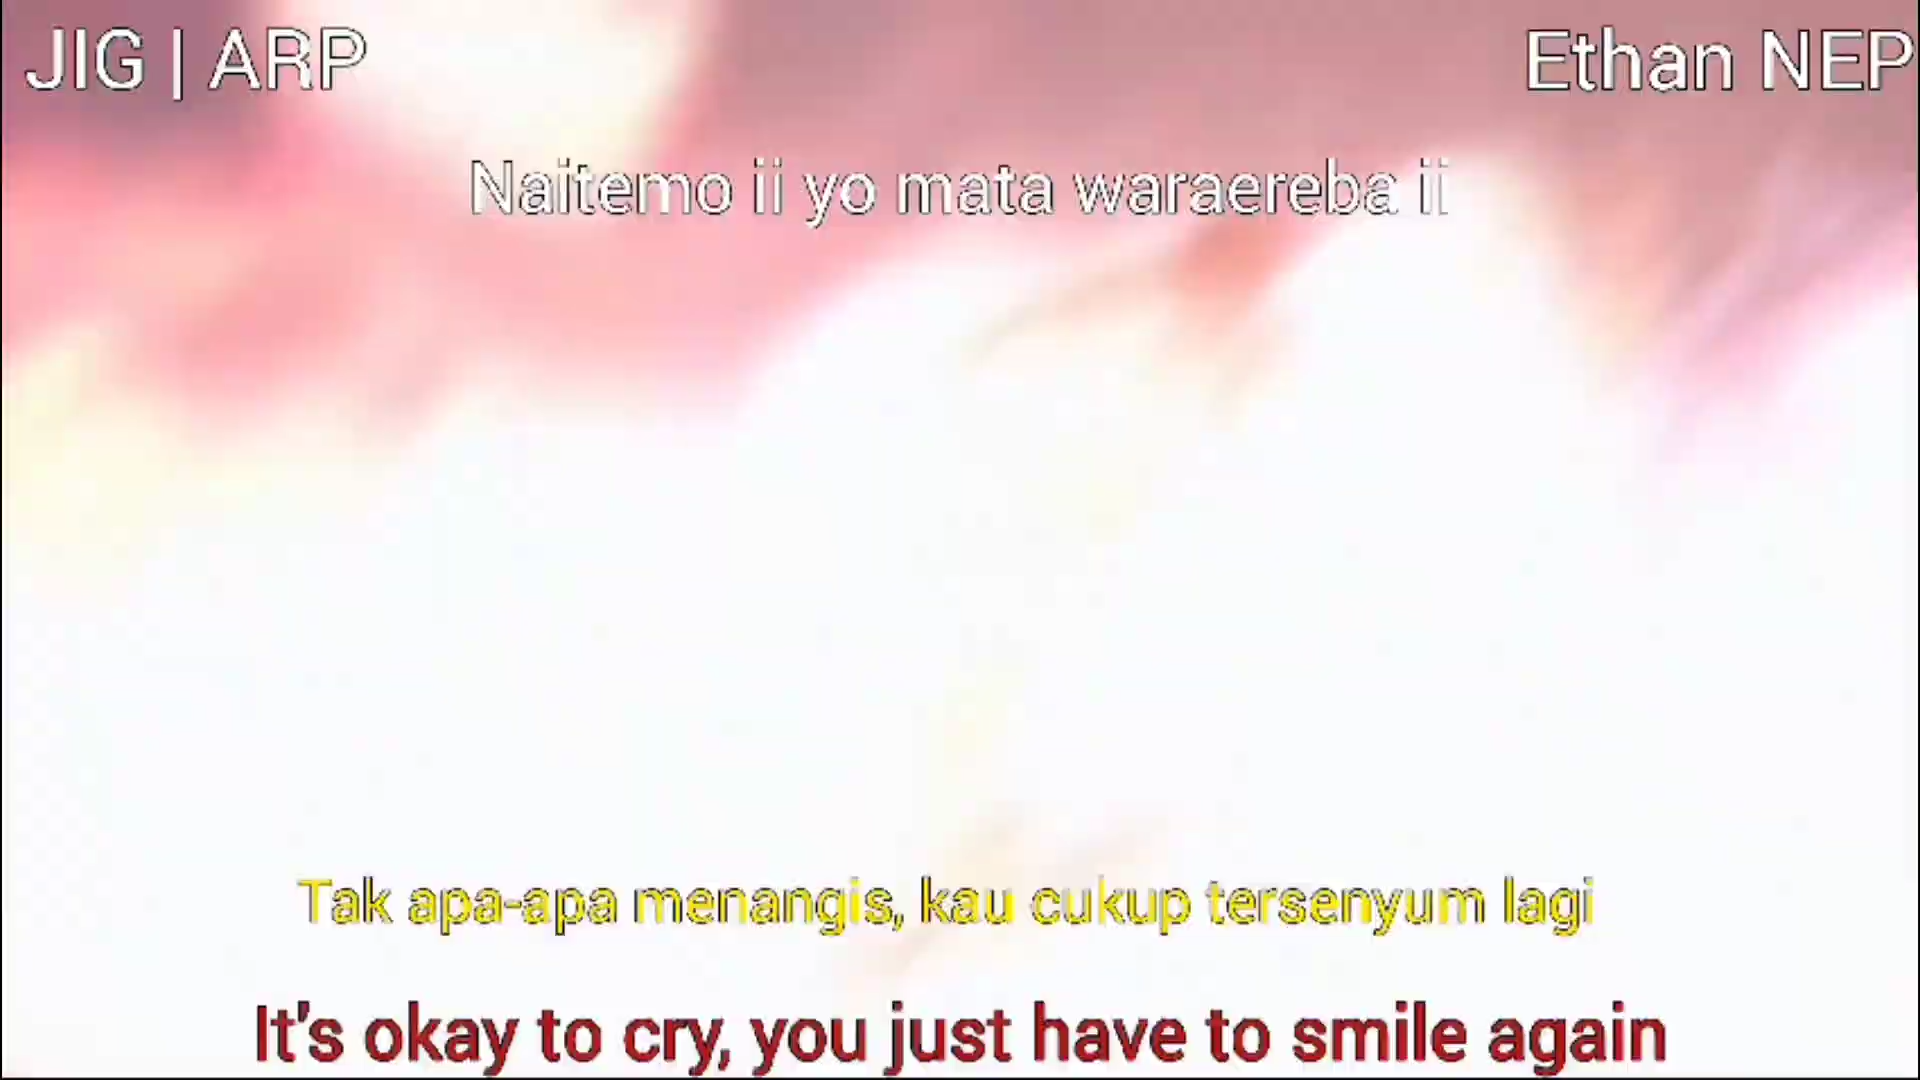 JIG | ARP
Ethan NEP
Naitemo ii yo mata waraereba ii
Tak apa-apa menangis, kau cukup tersenyum lagi
It's okay to cry, you just have to smile again